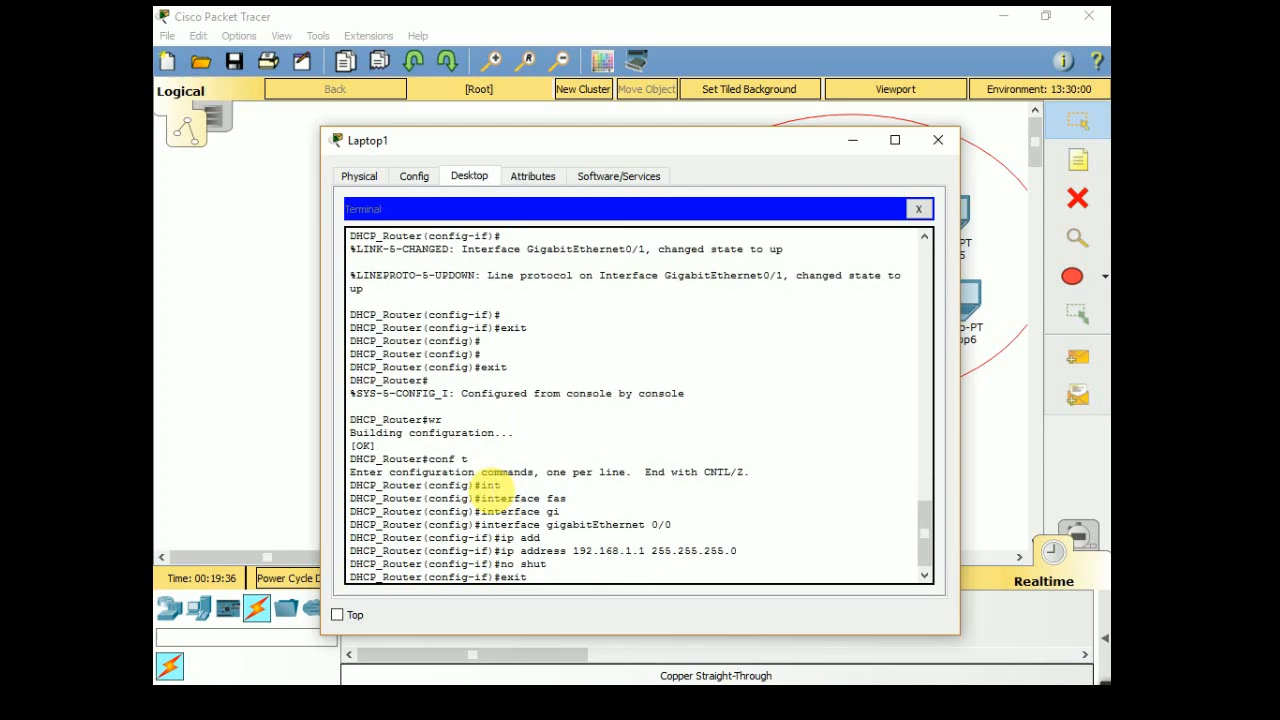 Cisco Packet Tracer
File Edit Options View Tools Extensions Help
Logical
Back
[Root]
New Cluster
Move Object
Set Tiled Background
Viewport
Environment: 13:30:00
Laptop1
Physical Config Desktop Attributes Software/Services
Terminal
X
DHCP_Router(config-if)#
%LINK-5-CHANGED: Interface GigabitEthernet0/1, changed state to up
%LINEPROTO-5-UPDOWN: Line protocol on Interface GigabitEthernet0/1, changed state to
up
DHCP_Router(config-if)#
DHCP_Router(config-if)#exit
DHCP_Router(config)#
DHCP_Router(config)#
DHCP_Router(config)#exit
DHCP_Router#
%SYS-5-CONFIG_I: Configured from console by console
DHCP_Router#wr
Building configuration...
[OK]
DHCP_Router#conf t
Enter configuration commands, one per line.  End with CNTL/Z.
DHCP_Router(config)#int
DHCP_Router(config)#interface fas
DHCP_Router(config)#interface gi
DHCP_Router(config)#interface gigabitEthernet 0/0
DHCP_Router(config-if)#ip add
DHCP_Router(config-if)#ip address 192.168.1.1 255.255.255.0
DHCP_Router(config-if)#no shut
DHCP_Router(config-if)#exit
Top
-PT
5
o-PT
op6
Time: 00:19:36
Power Cycle D
Realtime
Copper Straight-Through